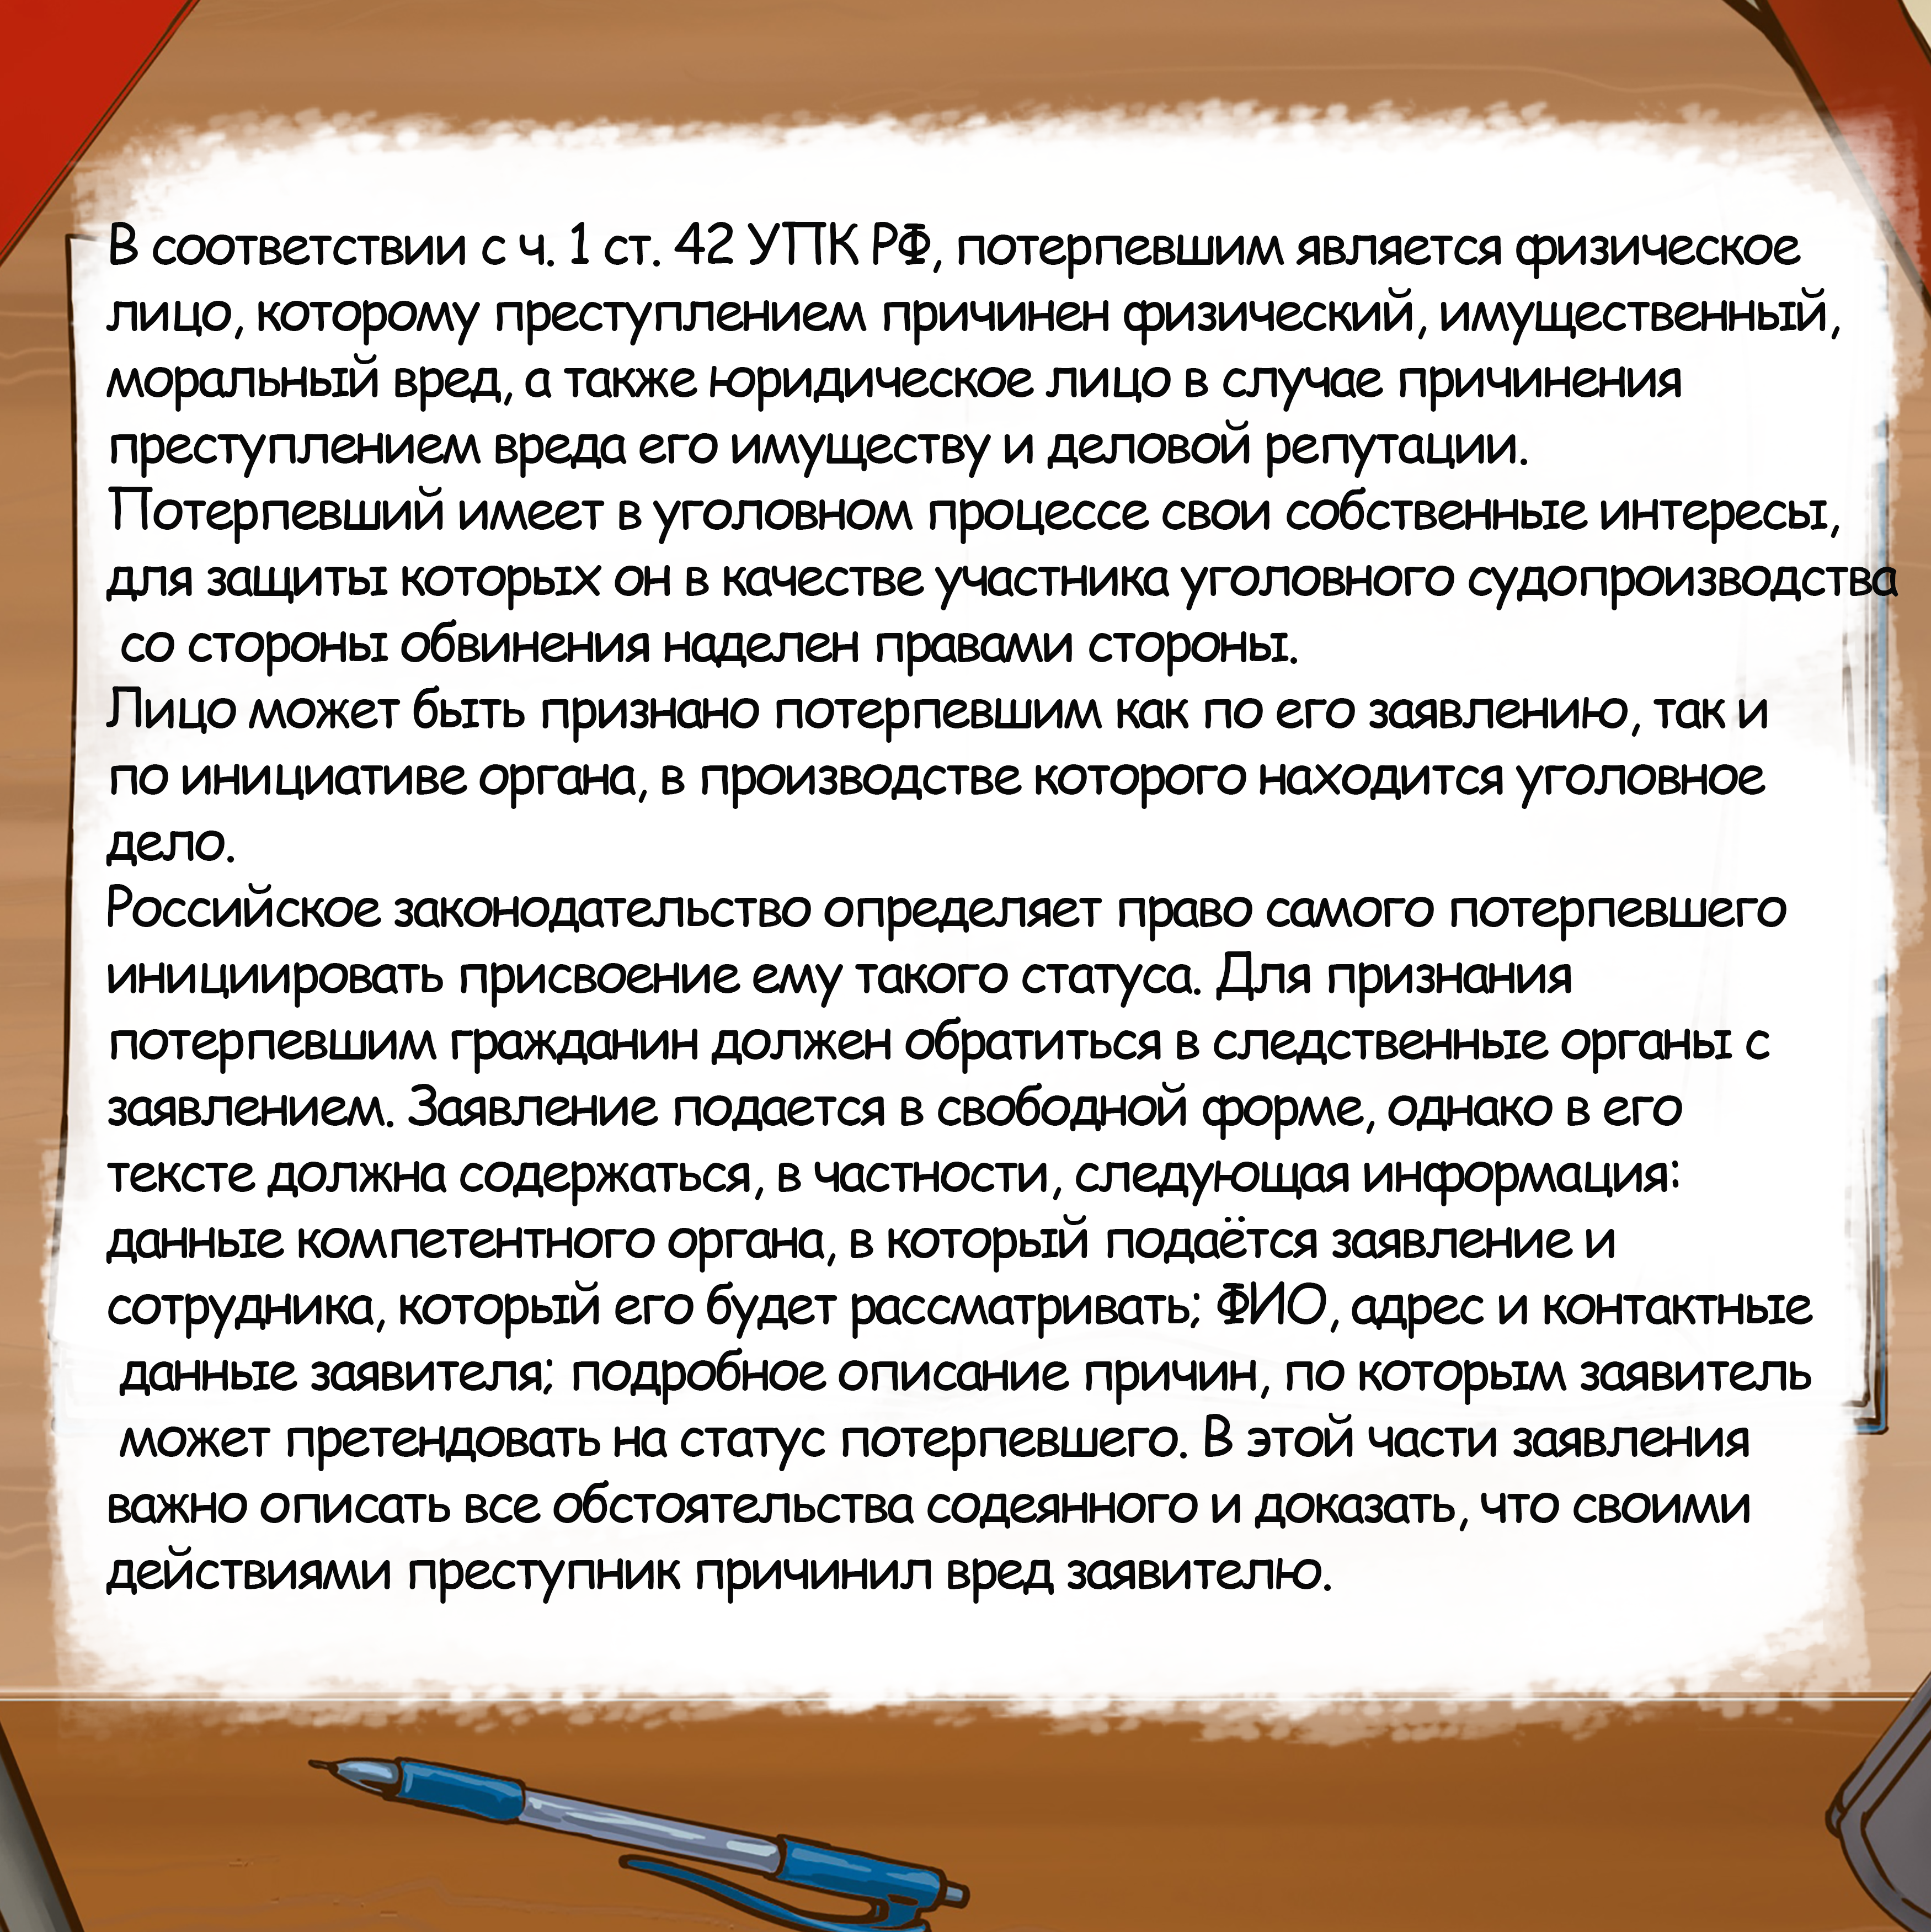 В соответствии с ч. 1 ст. 42 УПК РФ, потерпевшим является физическое
лицо, которому преступлением причинен физический, имущественный,
моральный вред, а также юридическое лицо в случае причинения
преступлением вреда его имуществу и деловой репутации.
Потерпевший имеет в уголовном процессе свои собственные интересы,
для защиты которых он в качестве участника уголовного судопроизводства
со стороны обвинения наделен правами стороны.
Лицо может быть признано потерпевшим как по его заявлению, так и
по инициативе органа, в производстве которого находится уголовное
дело.
Российское законодательство определяет право самого потерпевшего
инициировать присвоение ему такого статуса. Для признания
потерпевшим гражданин должен обратиться в следственные органы с
заявлением. Заявление подается в свободной форме, однако в его
тексте должна содержаться, в частности, следующая информация:
данные компетентного органа, в который подаётся заявление и
сотрудника, который его будет рассматривать; ФИО, адрес и контактные
данные заявителя; подробное описание причин, по которым заявитель
может претендовать на статус потерпевшего. В этой части заявления
важно описать все обстоятельства содеянного и доказать, что своими
действиями преступник причинил вред заявителю.